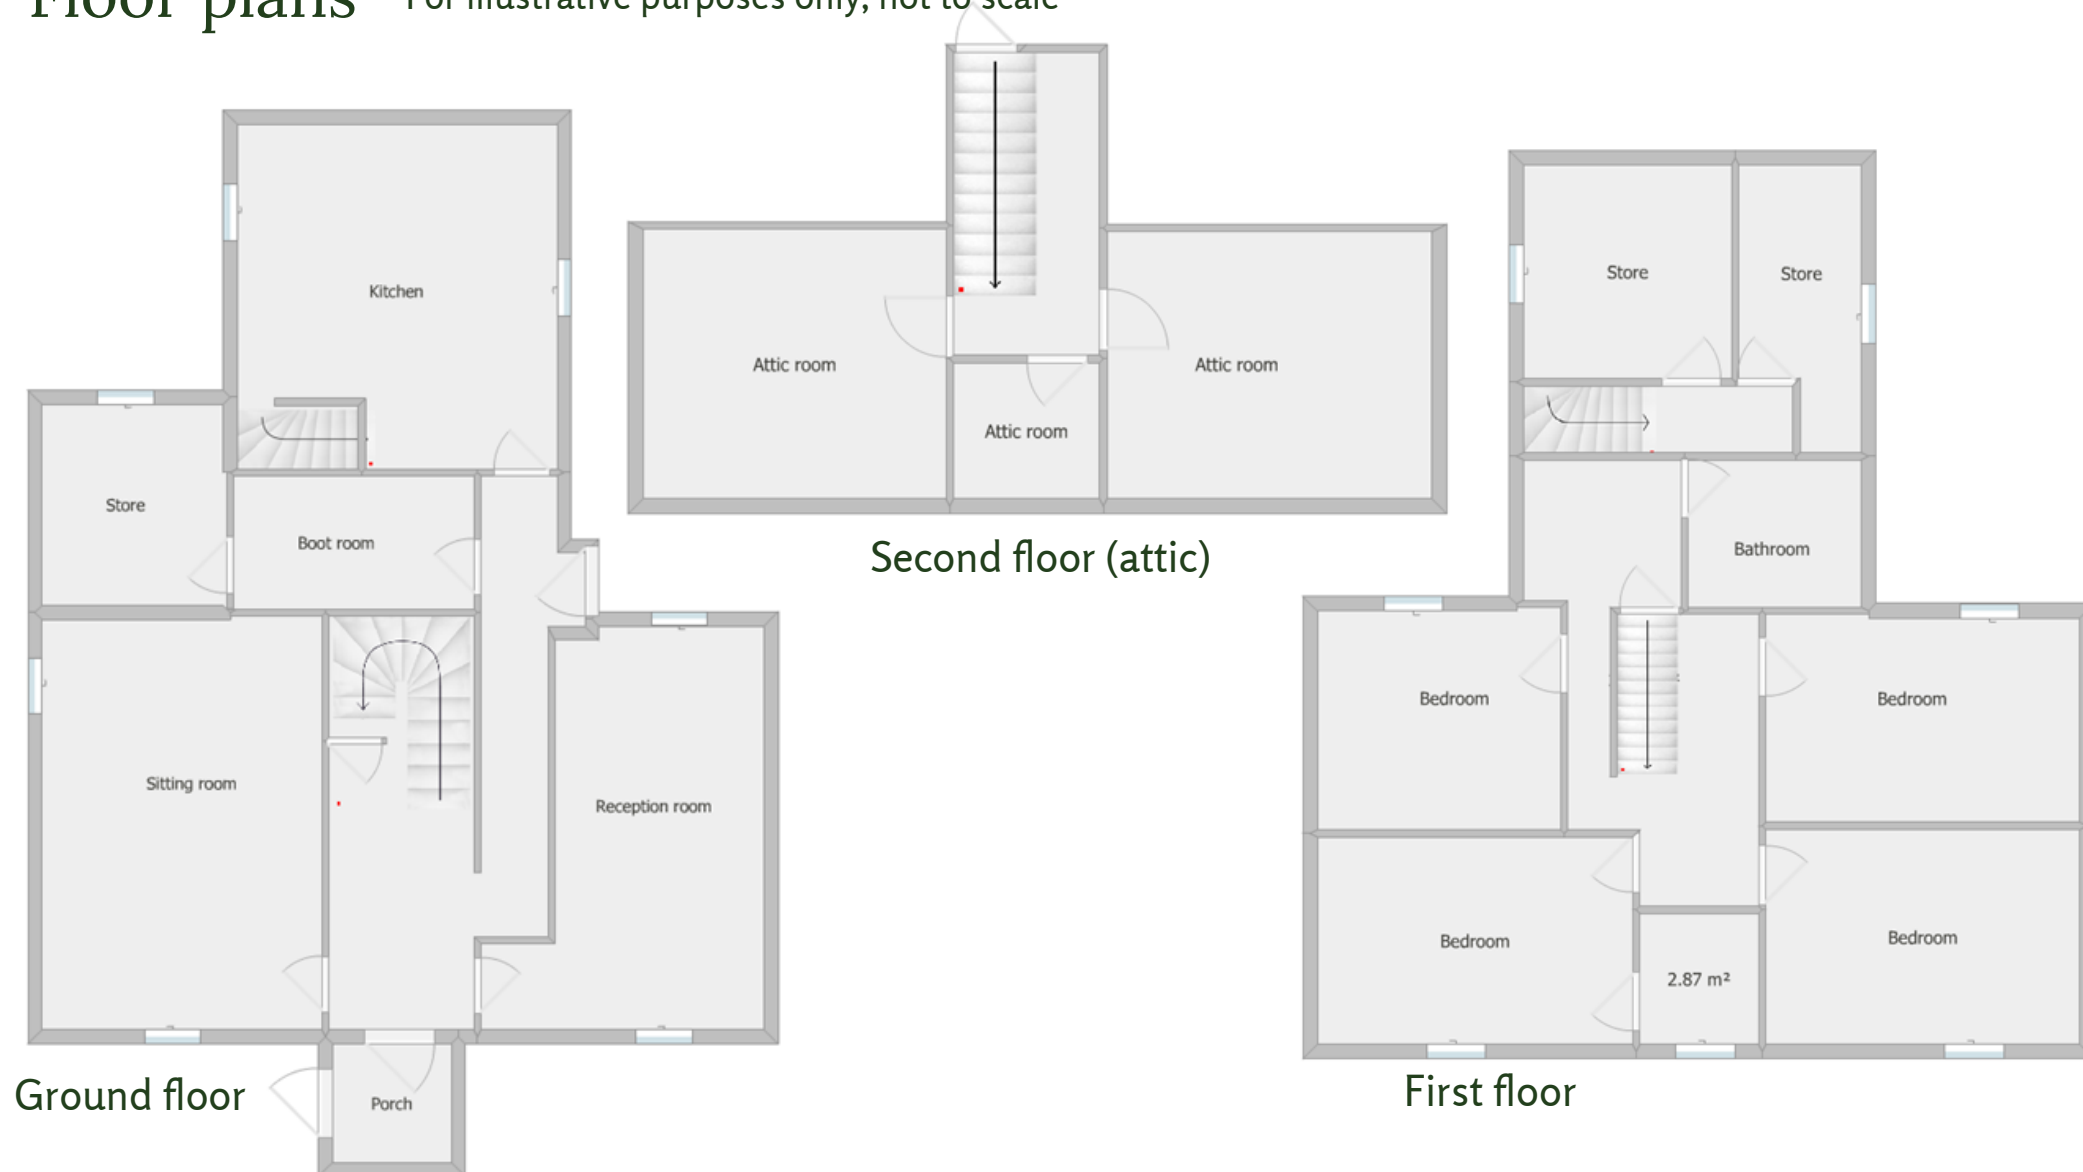 Floor plans For illustrative purposes only, not to scale
Kitchen
Store
Boot room
Sitting room
Reception room
Porch
Ground floor
Attic room
Attic room
Attic room
Second floor (attic)
Store
Store
Bathroom
Bedroom
Bedroom
Bedroom
2.87 m²
Bedroom
First floor